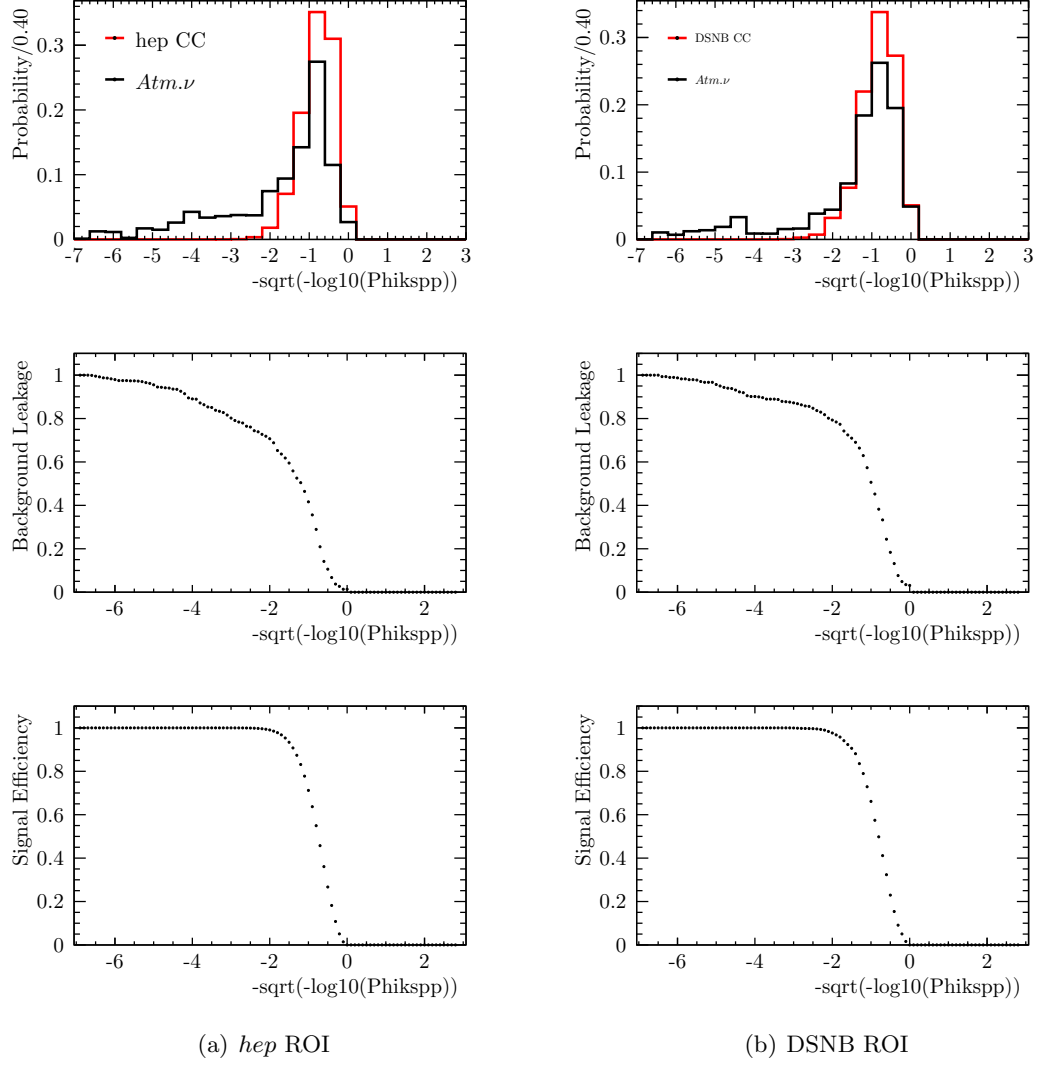 Probability/0.40
0.3
0.2
0.1
0
hep CC
Atm.ν
-7 -6 -5 -4 -3 -2 -1 0 1 2 3
-sqrt(-log10(Phikspp))
Probability/0.40
0.3
0.2
0.1
0
DSNB CC
Atm.ν
-7 -6 -5 -4 -3 -2 -1 0 1 2 3
-sqrt(-log10(Phikspp))
Background Leakage
1
0.8
0.6
0.4
0.2
0
-6 -4 -2 0 2
-sqrt(-log10(Phikspp))
Background Leakage
1
0.8
0.6
0.4
0.2
0
-6 -4 -2 0 2
-sqrt(-log10(Phikspp))
Signal Efficiency
1
0.8
0.6
0.4
0.2
0
-6 -4 -2 0 2
-sqrt(-log10(Phikspp))
Signal Efficiency
1
0.8
0.6
0.4
0.2
0
-6 -4 -2 0 2
-sqrt(-log10(Phikspp))
(a) hep ROI
(b) DSNB ROI